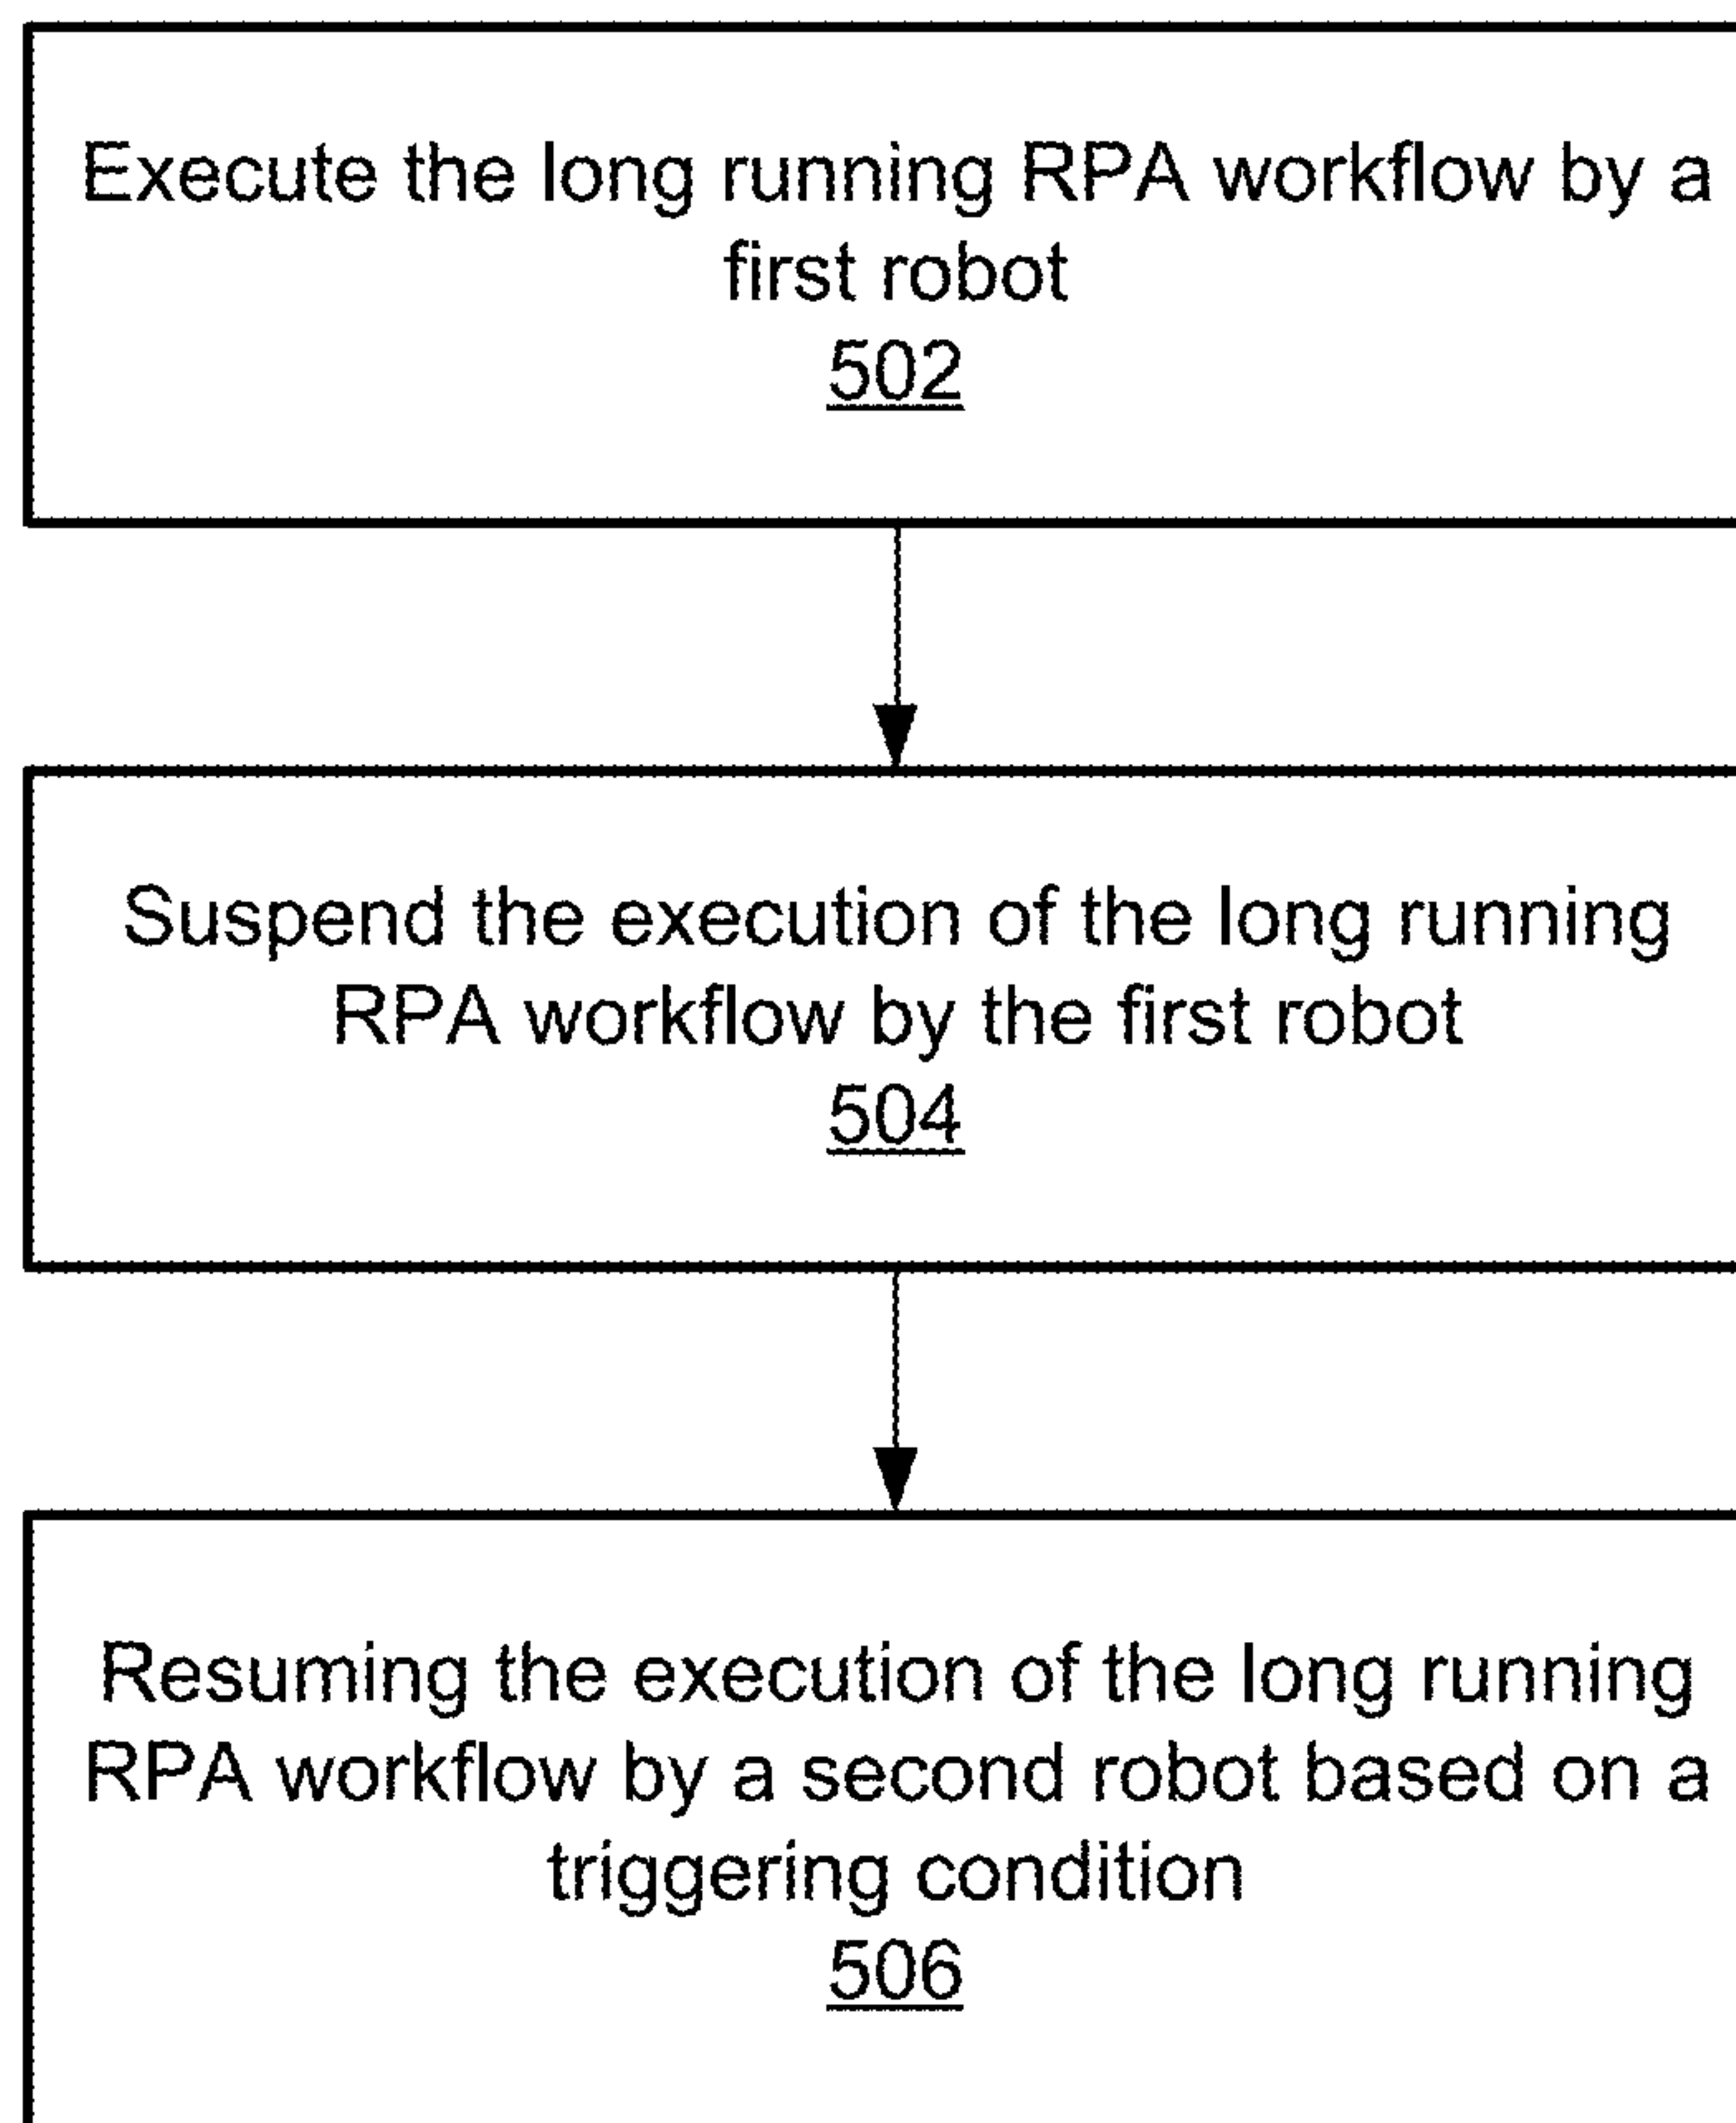 Execute the long running RPA workflow by a
first robot
502
Suspend the execution of the long running
RPA workflow by the first robot
504
Resuming the execution of the long running
RPA workflow by a second robot based on a
triggering condition
506